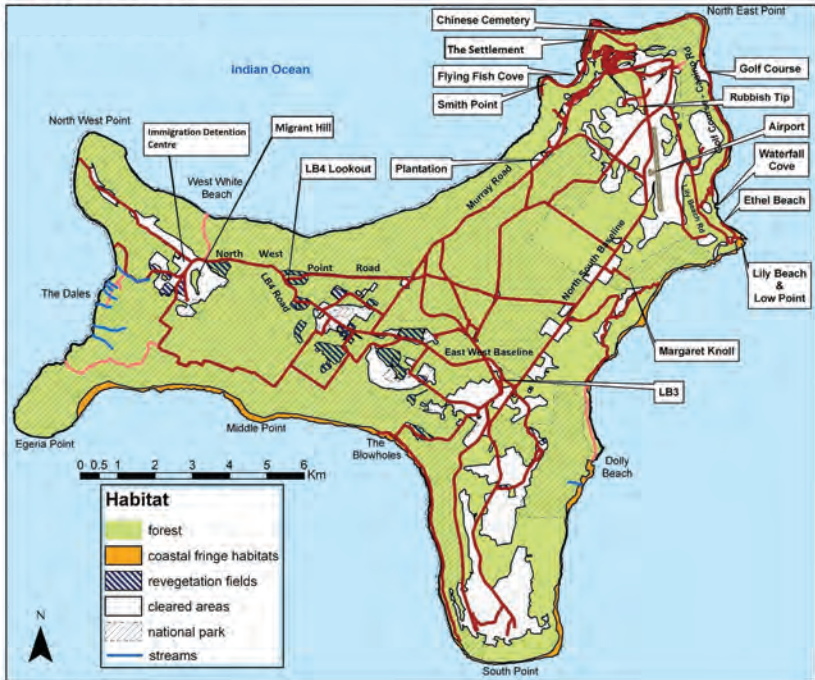 Chinese Cemetery
North East Point
The Settlement
Indian Ocean
Flying Fish Cove
Golf Course
Smith Point
Rubbish Tip
North West Point
Immigration Detention
Centre
Migrant Hill
Airport
LB4 Lookout
Plantation
Waterfall
Cove
West White
Beach
Murray Road
Lily Beach Rd
Ethel Beach
North West Point Road
North South Baseline
LB4 Road
The Dales
Lily Beach
& Low Point
East West Baseline
Margaret Knoll
LB3
Egeria Point
Middle Point
The
Blowholes
Dolly
Beach
0 0.5 1 2 3 4 5 6
Km
Habitat
forest
coastal fringe habitats
revegetation fields
cleared areas
national park
streams
N
South Point